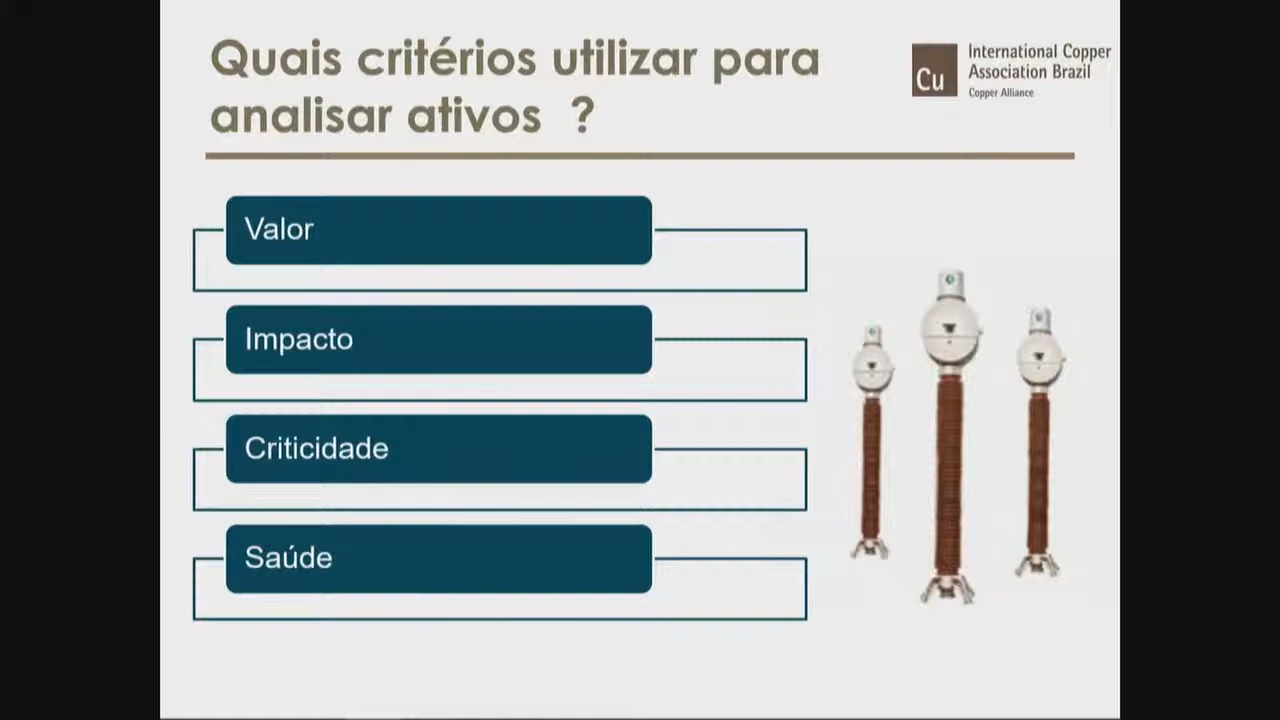 Quais critérios utilizar para
analisar ativos ?
Cu
International Copper
Association Brazil
Copper Alliance
Valor
Impacto
Criticidade
Saúde